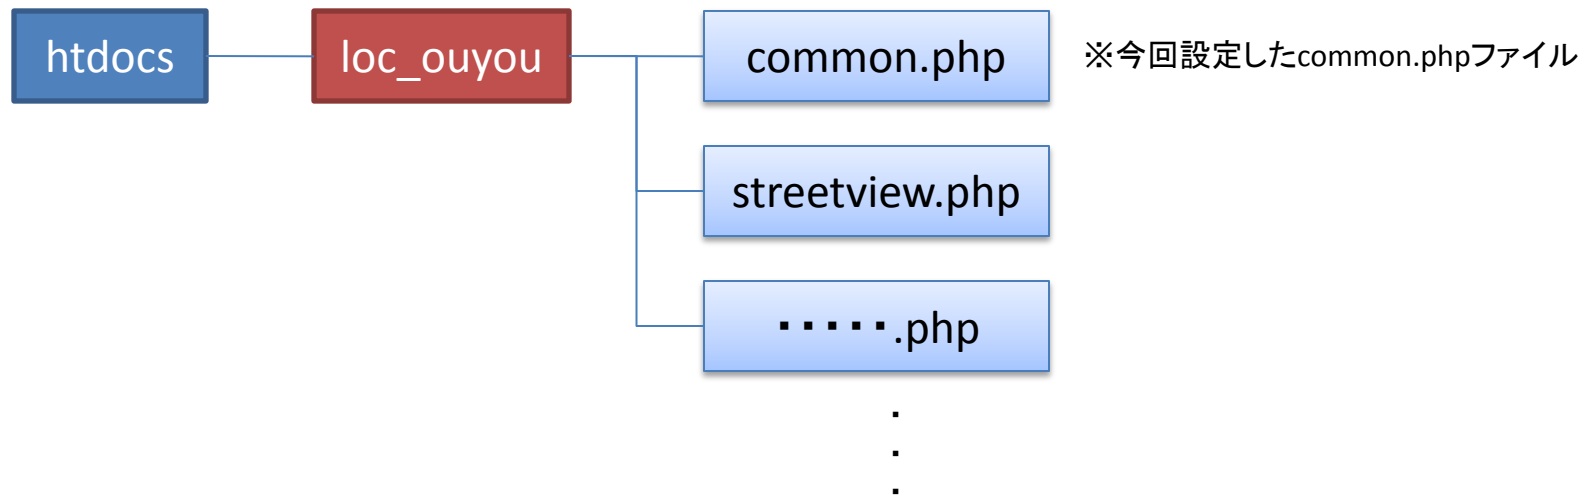 htdocs
loc_ouyou
common.php
※今回設定したcommon.phpファイル
streetview.php
・・・・・.php
・
・
・